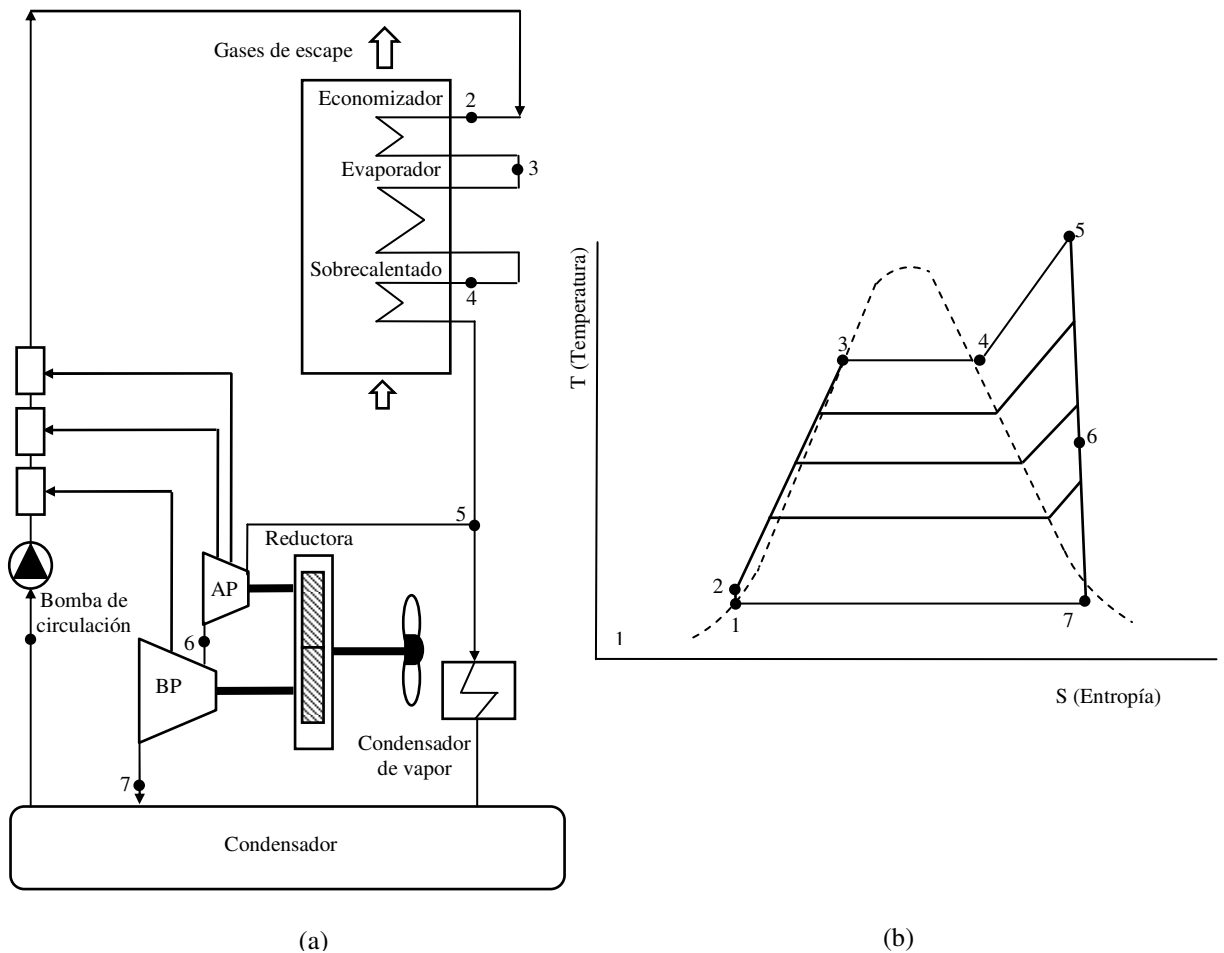 Gases de escape
Economizador
2
Evaporador
3
Sobrecalentado
4
5
Reductora
AP
Bomba de
circulación
6
BP
Condensador
de vapor
7
Condensador
(a)
T (Temperatura)
5
3
4
6
2
1
7
1
S (Entropía)
(b)